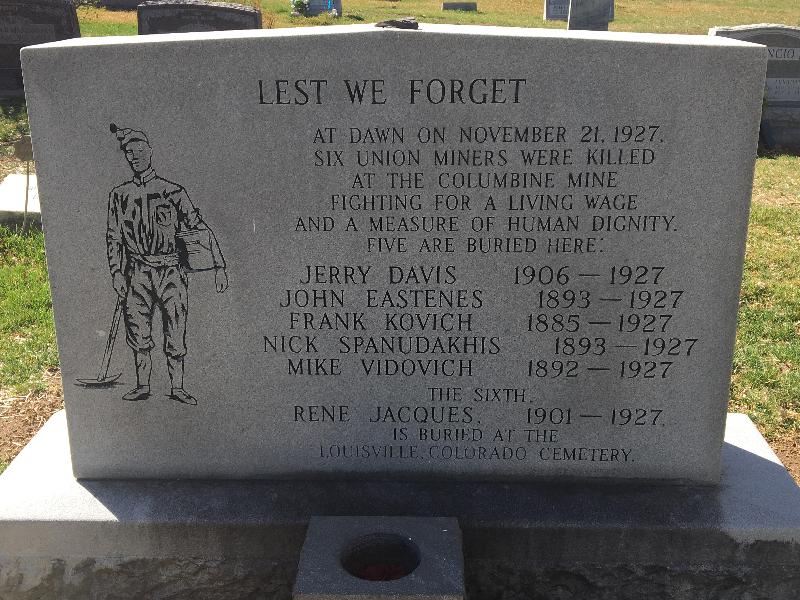 LEST WE FORGET
AT DAWN ON NOVEMBER 21, 1927,
SIX UNION MINERS WERE KILLED
AT THE COLUMBINE MINE
FIGHTING FOR A LIVING WAGE
AND A MEASURE OF HUMAN DIGNITY.
FIVE ARE BURIED HERE:
JERRY DAVIS 1906 — 1927
JOHN EASTENES 1893 — 1927
FRANK KOVICH 1885 — 1927
NICK SPANUDAKHIS 1893 — 1927
MIKE VIDOVICH 1892 — 1927
THE SIXTH,
RENE JACQUES, 1901 — 1927,
IS BURIED AT THE
LOUISVILLE, COLORADO CEMETERY.